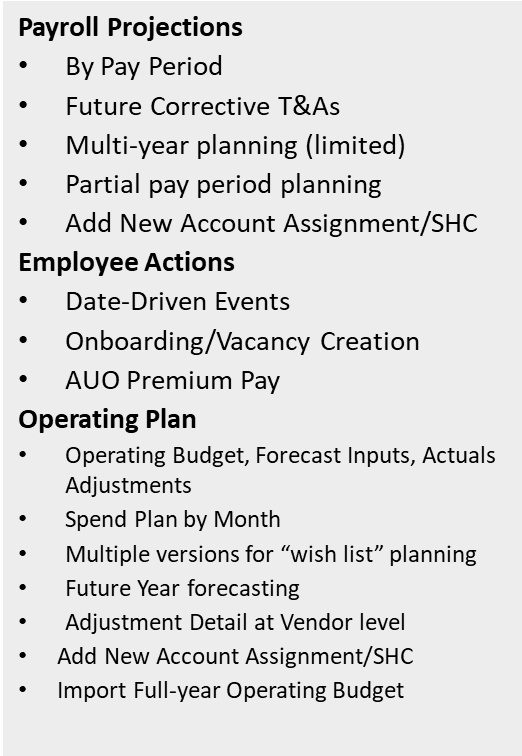 Payroll Projections
• By Pay Period
• Future Corrective T&As
• Multi-year planning (limited)
• Partial pay period planning
• Add New Account Assignment/SHC
Employee Actions
• Date-Driven Events
• Onboarding/Vacancy Creation
• AUO Premium Pay
Operating Plan
• Operating Budget, Forecast Inputs, Actuals
Adjustments
• Spend Plan by Month
• Multiple versions for “wish list” planning
• Future Year forecasting
• Adjustment Detail at Vendor level
• Add New Account Assignment/SHC
• Import Full-year Operating Budget